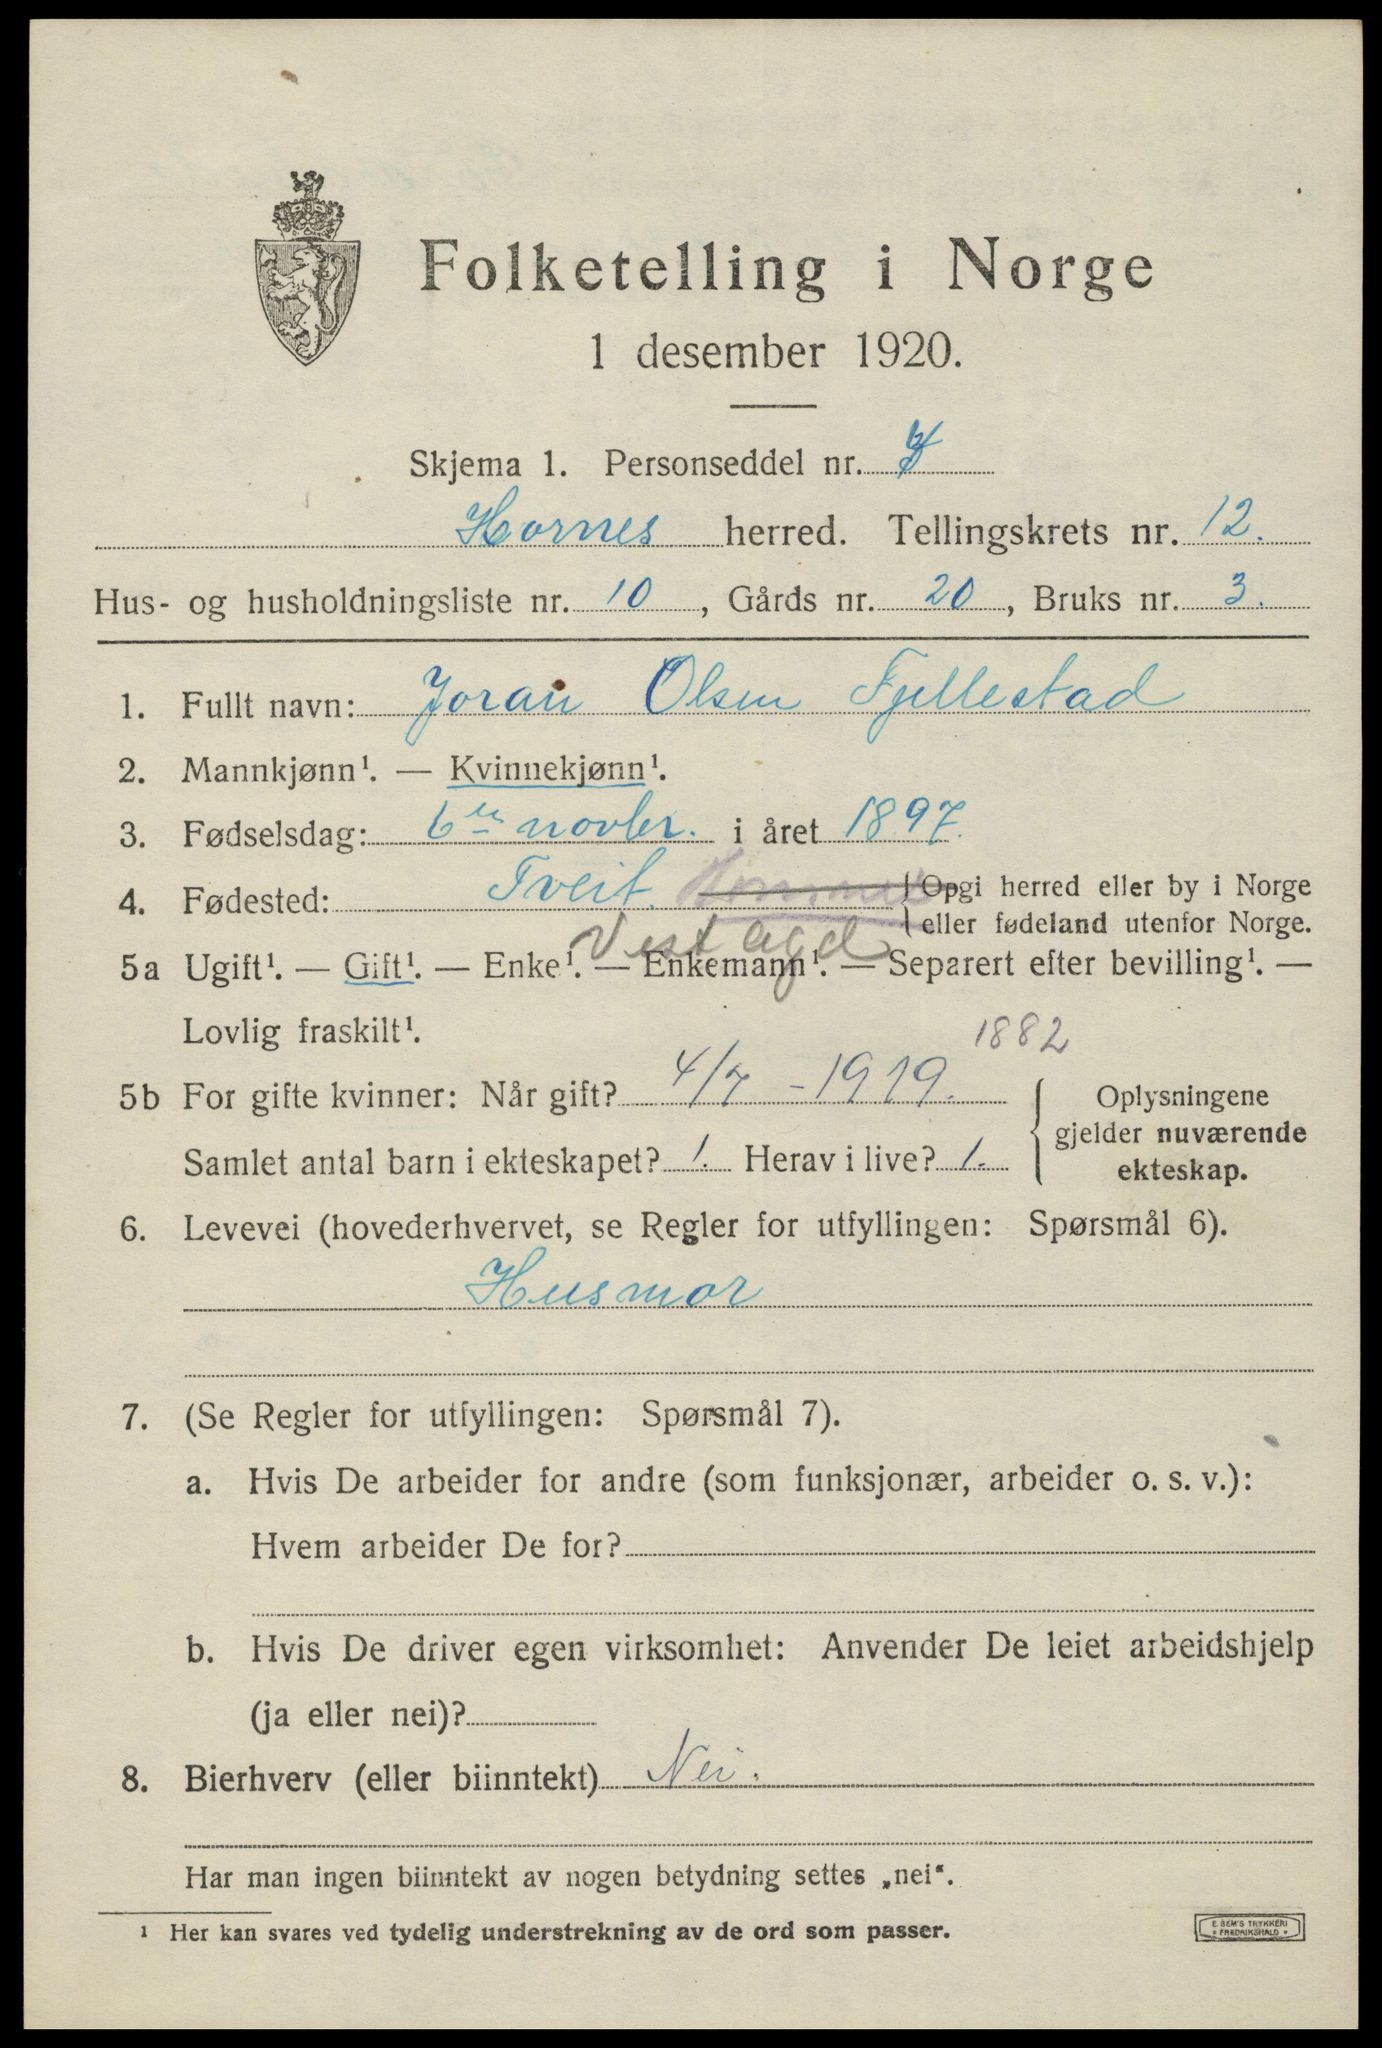 Folketelling i Norge
1 desember 1920.
Skjema 1. Personseddel nr.
Hornes herred. Tellingskrets nr. 12.
Hus- og husholdningsliste nr. 10, Gårds nr. 20, Bruks nr. 3.
1. Fullt navn: Joran Olsen Fjellestad
2. Mannkjønn¹. — Kvinnekjønn¹.
3. Fødselsdag: 6te novber. i året 1897.
4. Fødested: Tveit. {Opgi herred eller by i Norge
eller fødeland utenfor Norge.
Vest agd
5a Ugift¹. — Gift¹. — Enke¹. — Enkemann¹. — Separert efter bevilling¹. —
Lovlig fraskilt¹.
1882
5b For gifte kvinner: Når gift? 4/7 - 1919.
Samlet antal barn i ekteskapet? 1. Herav i live? 1.
{Oplysningene
gjelder nuværende
ekteskap.
6. Levevei (hovederhvervet, se Regler for utfyllingen: Spørsmål 6).
Husmor
7. (Se Regler for utfyllingen: Spørsmål 7).
a. Hvis De arbeider for andre (som funksjonær, arbeider o. s. v.):
Hvem arbeider De for?
b. Hvis De driver egen virksomhet: Anvender De leiet arbeidshjelp
(ja eller nei)?
8. Bierhverv (eller biinntekt) Nei.
Har man ingen biinntekt av nogen betydning settes „nei“.
¹ Her kan svares ved tydelig understrekning av de ord som passer.
E. SEM'S TRYKKERI
* FREDRIKSHALD *